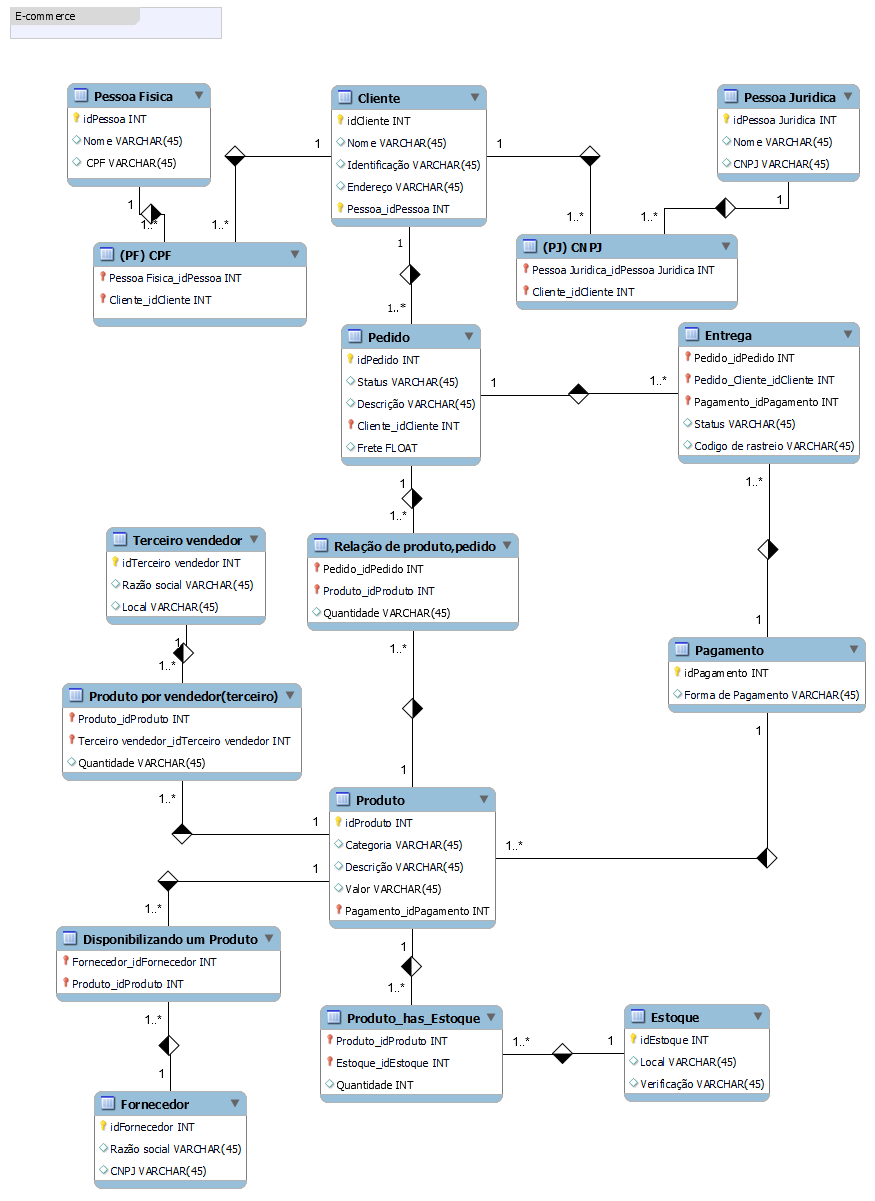 E-commerce
Pessoa Fisica
idPessoa INT
Nome VARCHAR(45)
CPF VARCHAR(45)
Cliente
idCliente INT
Nome VARCHAR(45)
Identificação VARCHAR(45)
Endereço VARCHAR(45)
Pessoa_idPessoa INT
Pessoa Juridica
idPessoa Juridica INT
Nome VARCHAR(45)
CNPJ VARCHAR(45)
1
1..*
1
1..*
1
1..*
1
1..*
(PF) CPF
Pessoa Fisica_idPessoa INT
Cliente_idCliente INT
(PJ) CNPJ
Pessoa Juridica_idPessoa Juridica INT
Cliente_idCliente INT
1
1..*
Pedido
idPedido INT
Status VARCHAR(45)
Descrição VARCHAR(45)
Cliente_idCliente INT
Frete FLOAT
1
1..*
Entrega
Pedido_idPedido INT
Pedido_Cliente_idCliente INT
Pagamento_idPagamento INT
Status VARCHAR(45)
Codigo de rastreio VARCHAR(45)
1
1..*
1..*
1
Terceiro vendedor
idTerceiro vendedor INT
Razão social VARCHAR(45)
Local VARCHAR(45)
Relação de produto,pedido
Pedido_idPedido INT
Produto_idProduto INT
Quantidade VARCHAR(45)
1
1..*
1..*
1
Pagamento
idPagamento INT
Forma de Pagamento VARCHAR(45)
1
1..*
Produto por vendedor(terceiro)
Produto_idProduto INT
Terceiro vendedor_idTerceiro vendedor INT
Quantidade VARCHAR(45)
1..*
1
Produto
idProduto INT
Categoria VARCHAR(45)
Descrição VARCHAR(45)
Valor VARCHAR(45)
Pagamento_idPagamento INT
1
1..*
Disponibilizando um Produto
Fornecedor_idFornecedor INT
Produto_idProduto INT
1
1..*
1..*
1
Produto_has_Estoque
Produto_idProduto INT
Estoque_idEstoque INT
Quantidade INT
1..*
1
Estoque
idEstoque INT
Local VARCHAR(45)
Verificação VARCHAR(45)
Fornecedor
idFornecedor INT
Razão social VARCHAR(45)
CNPJ VARCHAR(45)